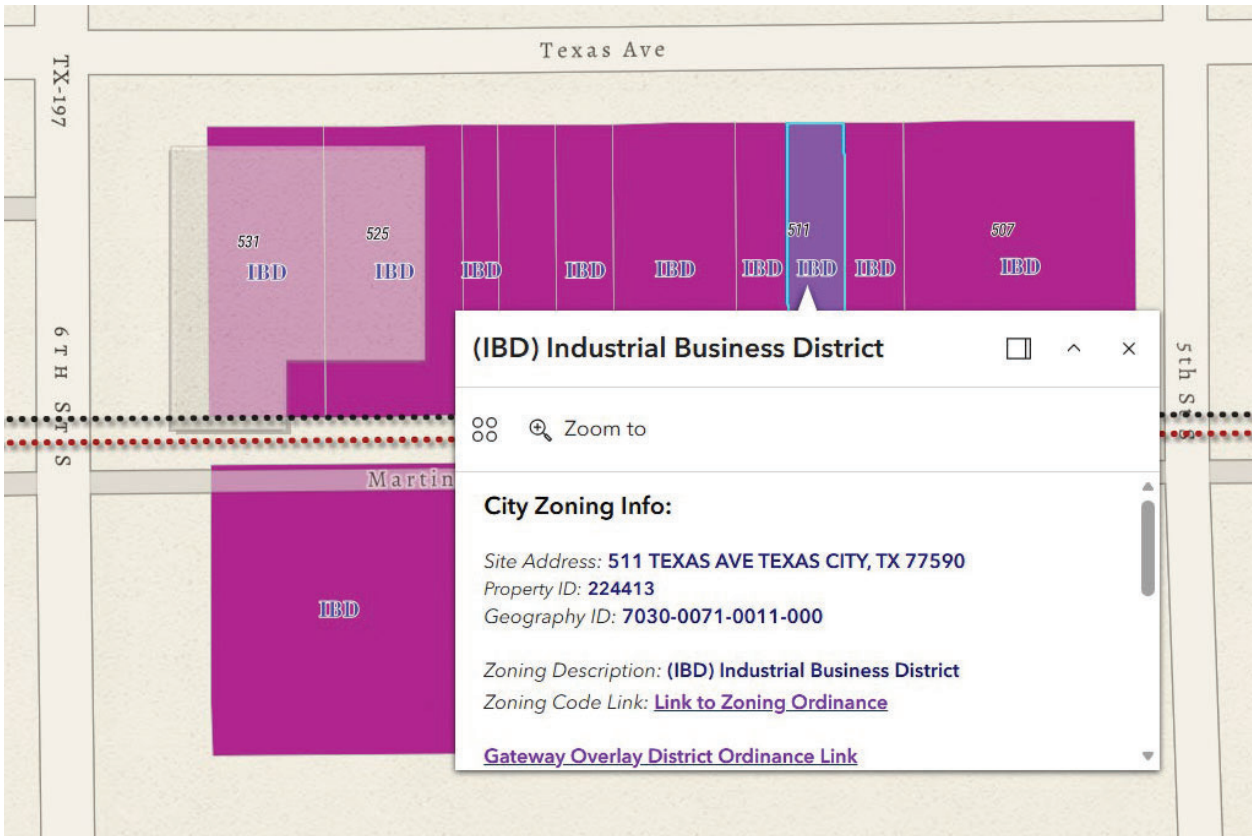 Texas Ave
TX-197
531
525
511
507
IBD
IBD
IBD
IBD
IBD
IBD
IBD
IBD
IBD
6TH ST S
5th St S
(IBD) Industrial Business District
Zoom to
Martin
City Zoning Info:
Site Address: 511 TEXAS AVE TEXAS CITY, TX 77590
Property ID: 224413
Geography ID: 7030-0071-0011-000
Zoning Description: (IBD) Industrial Business District
Zoning Code Link: Link to Zoning Ordinance
Gateway Overlay District Ordinance Link
IBD